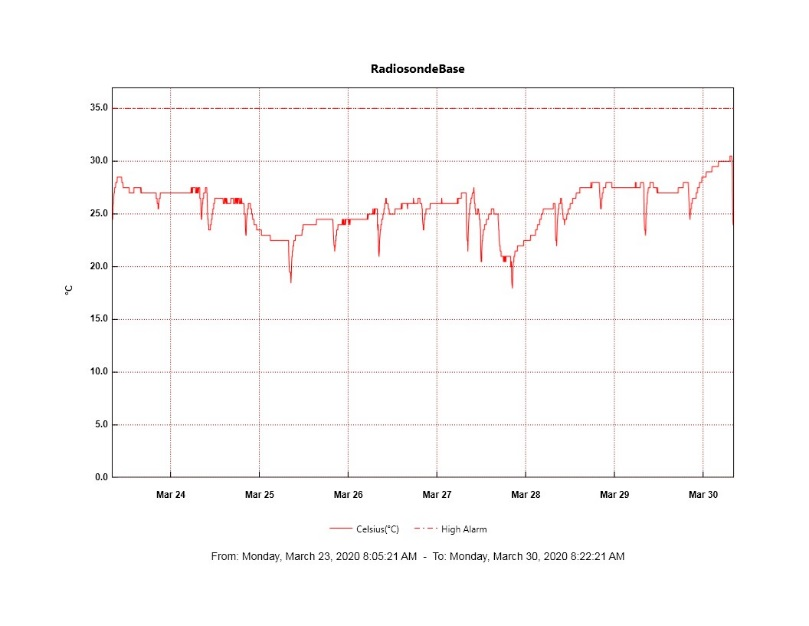 RadiosondeBase
35.0
30.0
25.0
20.0
°C
15.0
10.0
5.0
0.0
Mar 24 Mar 25 Mar 26 Mar 27 Mar 28 Mar 29 Mar 30
Celsius(°C) High Alarm
From: Monday, March 23, 2020 8:05:21 AM - To: Monday, March 30, 2020 8:22:21 AM